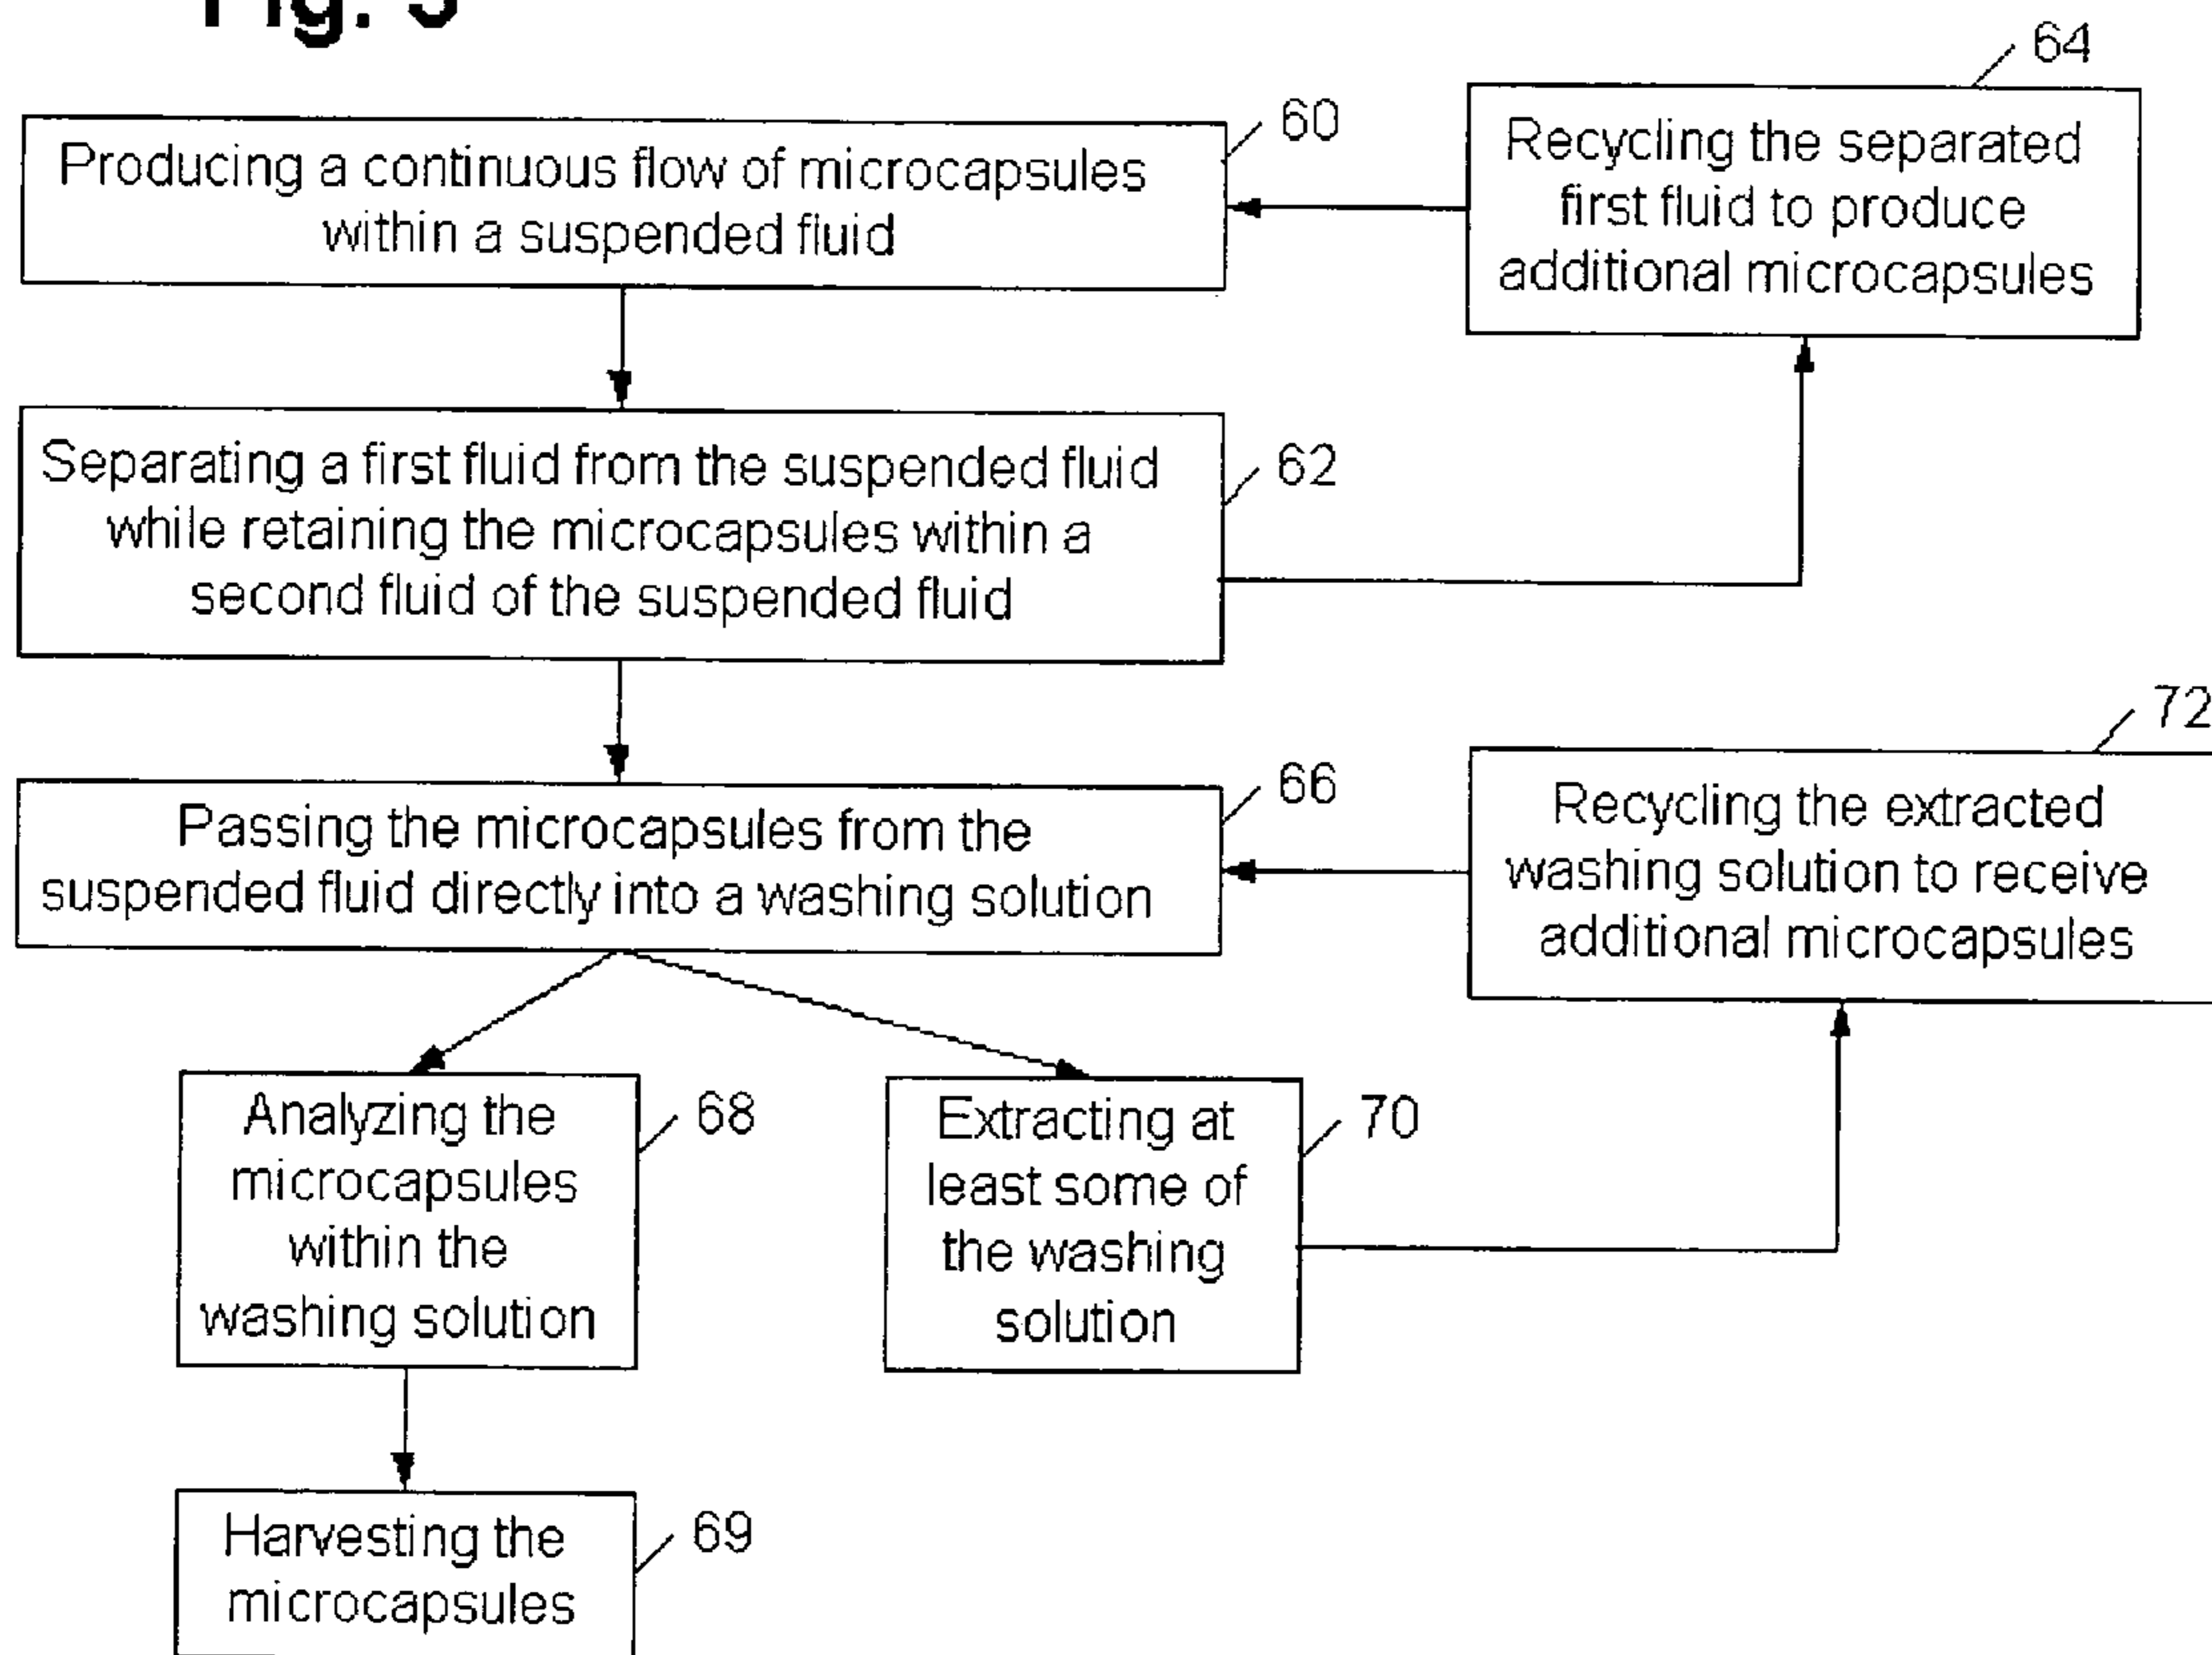 Fig.
64
60
Producing a continuous flow of microcapsules
within a suspended fluid
Recycling the separated
first fluid to produce
additional microcapsules
Separating a first fluid from the suspended fluid
while retaining the microcapsules within a
second fluid of the suspended fluid
62
72
66
Passing the microcapsules from the
suspended fluid directly into a washing solution
Recycling the extracted
washing solution to receive
additional microcapsules
Analyzing the
microcapsules
within the
washing solution
68
Extracting at
least some of
the washing
solution
70
Harvesting the
microcapsules
69